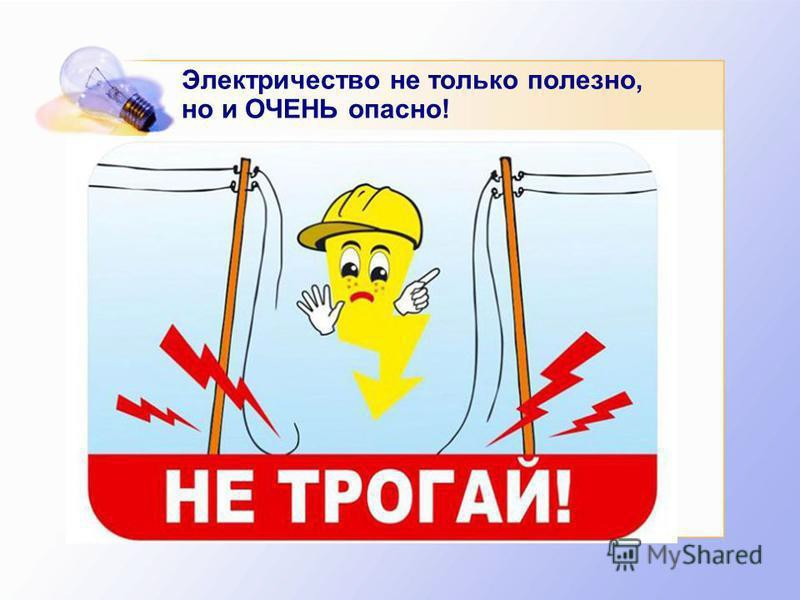 Электричество не только полезно,
но и ОЧЕНЬ опасно!
НЕ ТРОГАЙ!
MyShared